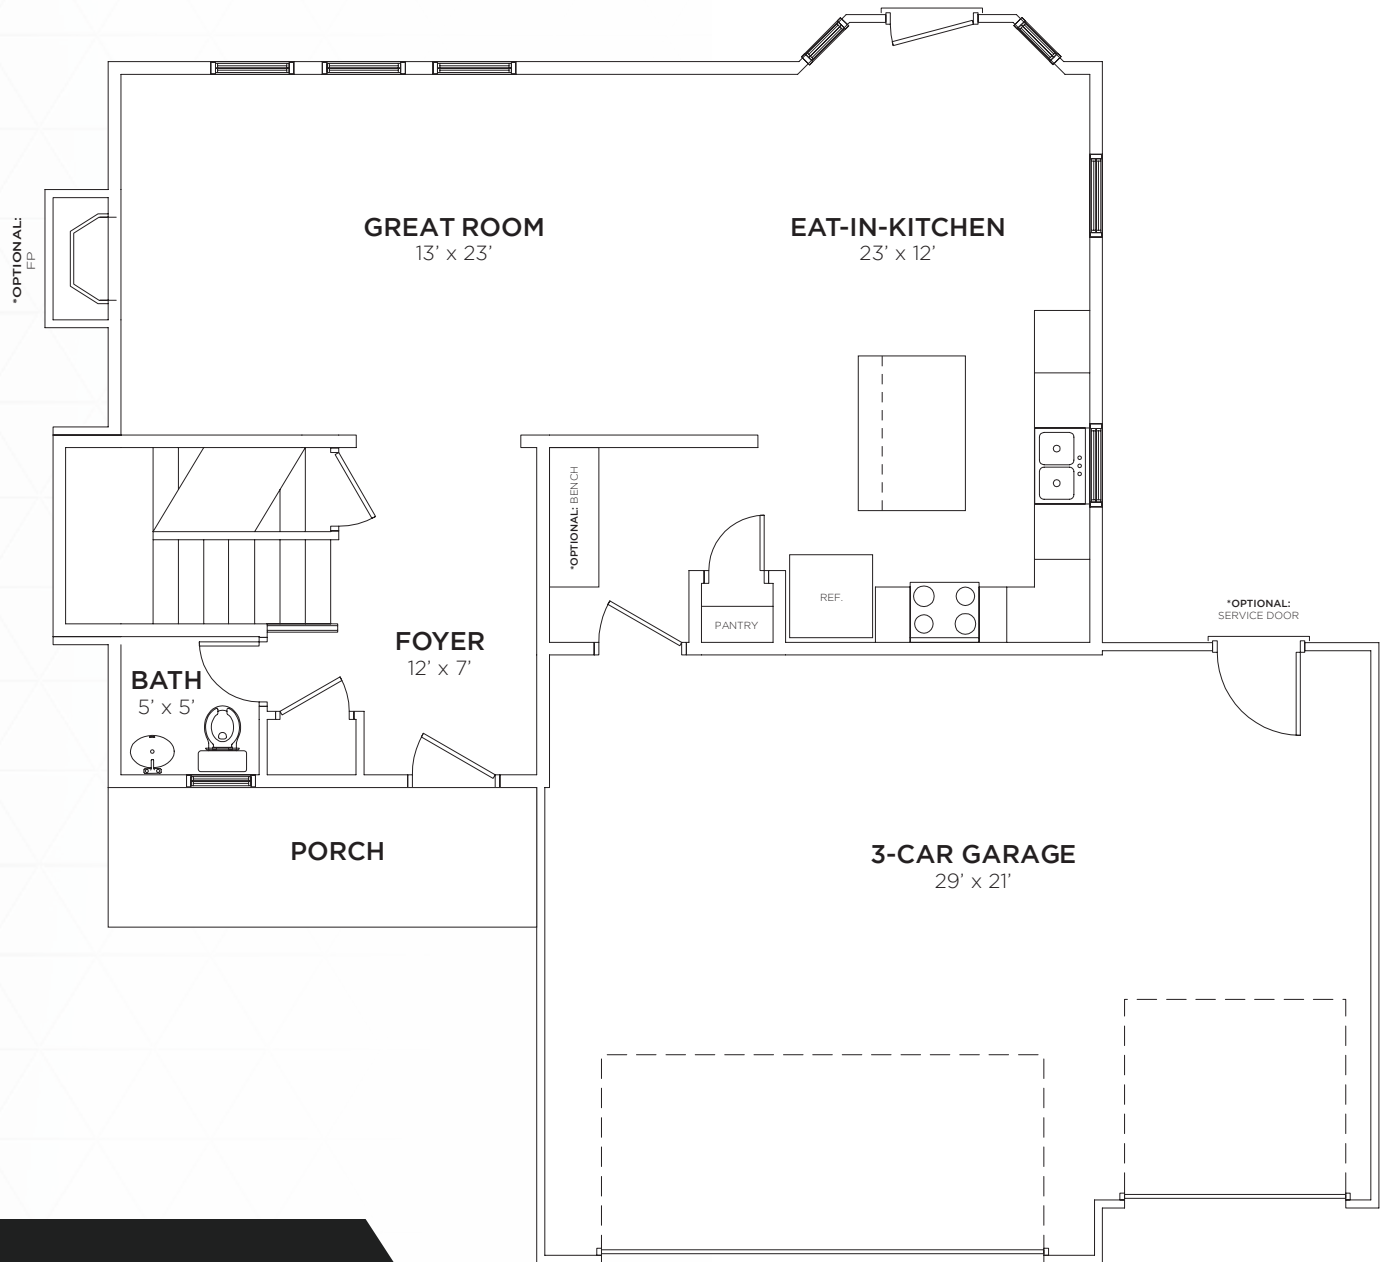 *OPTIONAL:
FP
GREAT ROOM
13’ x 23’
EAT-IN-KITCHEN
23’ x 12’
*OPTIONAL: BENCH
REF.
PANTRY
*OPTIONAL:
SERVICE DOOR
FOYER
12’ x 7’
BATH
5’ x 5’
PORCH
3-CAR GARAGE
29’ x 21’